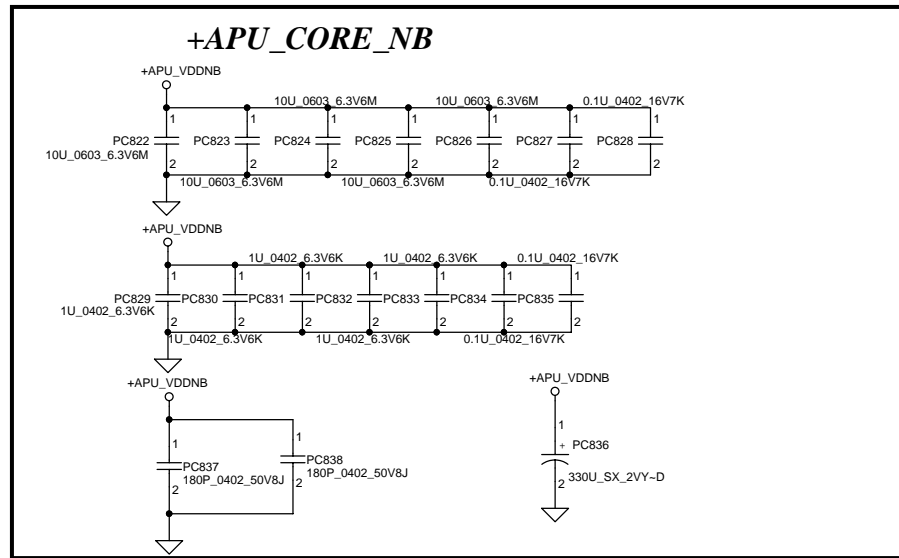 +APU_CORE_NB
+APU_VDDNB
10U_0603_6.3V6M 10U_0603_6.3V6M 0.1U_0402_16V7K
1 1 1 1 1 1 1
PC822 PC823 PC824 PC825 PC826 PC827 PC828
10U_0603_6.3V6M
2 2 2 2 2 2 2
10U_0603_6.3V6M 10U_0603_6.3V6M 0.1U_0402_16V7K
+APU_VDDNB
1U_0402_6.3V6K 1U_0402_6.3V6K 0.1U_0402_16V7K
1 1 1 1 1 1 1
PC829 PC830 PC831 PC832 PC833 PC834 PC835
1U_0402_6.3V6K
2 2 2 2 2 2 2
1U_0402_6.3V6K 1U_0402_6.3V6K 0.1U_0402_16V7K
+APU_VDDNB
1 1
PC837 PC838
180P_0402_50V8J 180P_0402_50V8J
2 2
+APU_VDDNB
1
+ PC836
330U_SX_2VY~D
2